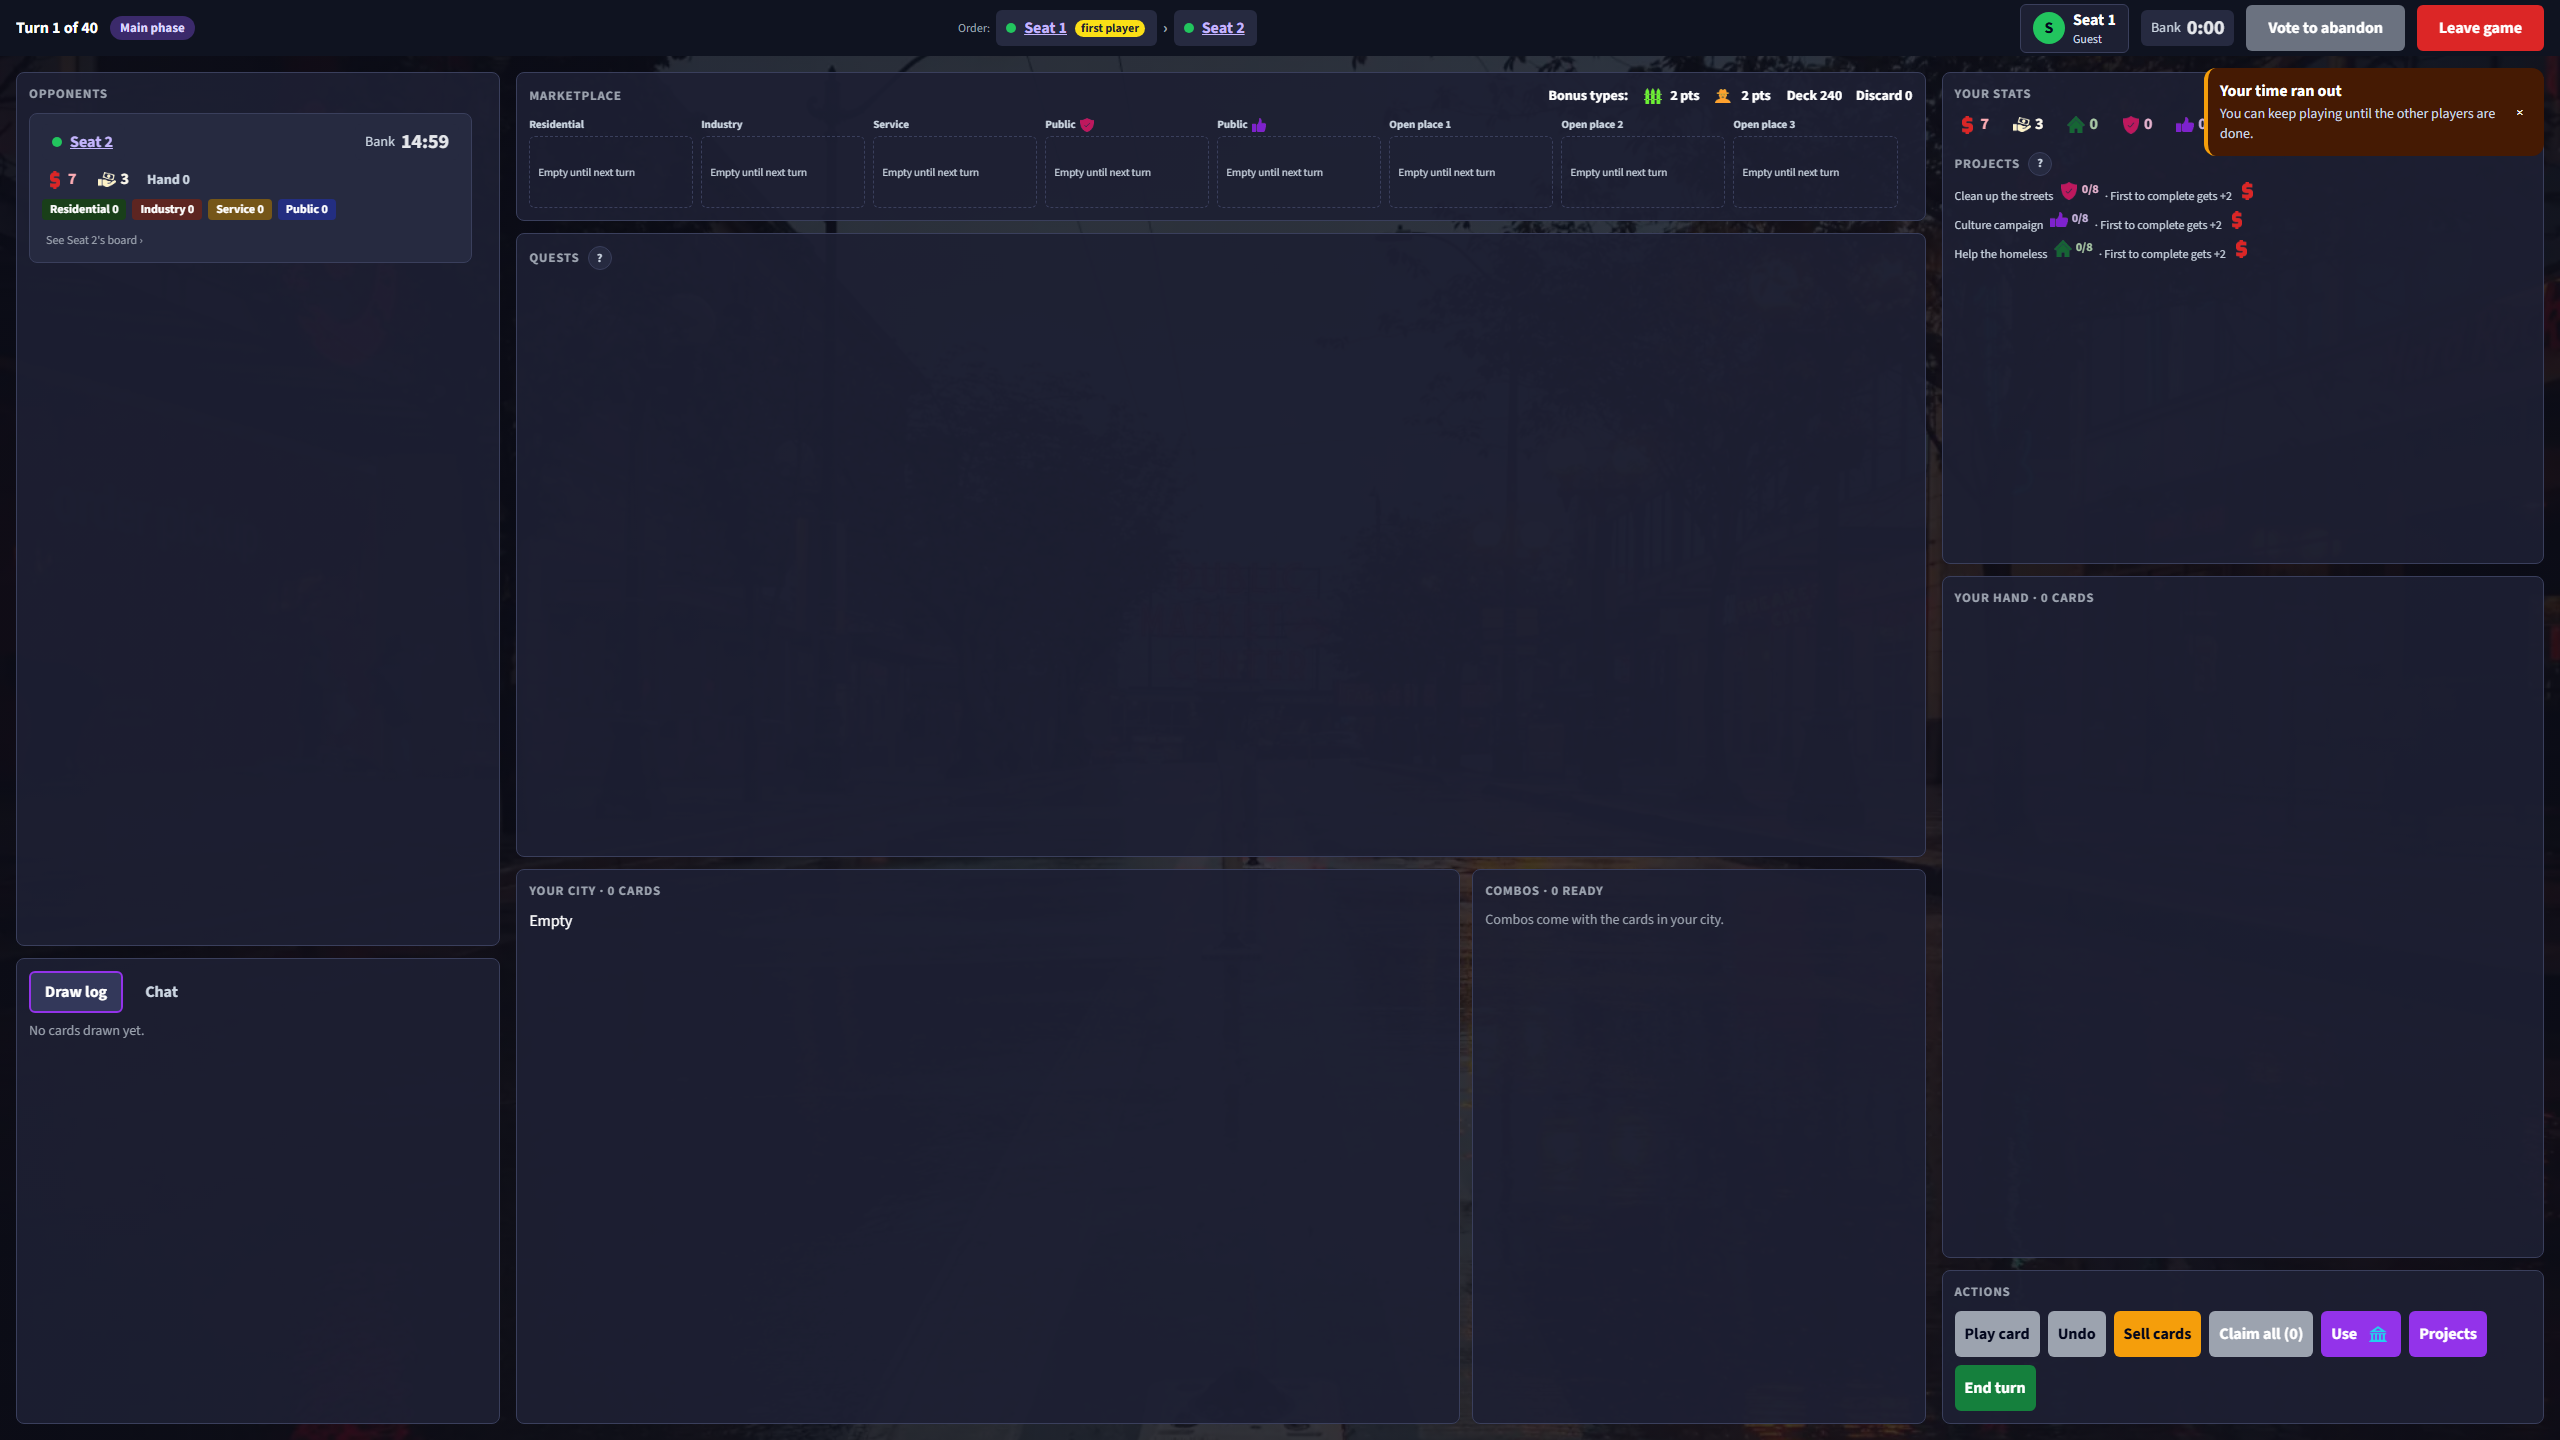 Turn 1 of 40 Main phase
Order: Seat 1 first player › Seat 2
S Seat 1 Guest
Bank 0:00
Vote to abandon
Leave game
OPPONENTS
Seat 2 Bank 14:59
7 3 Hand 0
Residential 0 Industry 0 Service 0 Public 0
See Seat 2's board ›
Draw log Chat
No cards drawn yet.
MARKETPLACE
Bonus types: 2 pts 2 pts Deck 240 Discard 0
Residential Industry Service Public Public Open place 1 Open place 2 Open place 3
Empty until next turn Empty until next turn Empty until next turn Empty until next turn Empty until next turn Empty until next turn Empty until next turn Empty until next turn
QUESTS ?
YOUR CITY · 0 CARDS
Empty
COMBOS · 0 READY
Combos come with the cards in your city.
YOUR STATS
7 3 0 0 0
Your time ran out
You can keep playing until the other players are
done.
×
PROJECTS ?
Clean up the streets 0/8 · First to complete gets +2
Culture campaign 0/8 · First to complete gets +2
Help the homeless 0/8 · First to complete gets +2
YOUR HAND · 0 CARDS
ACTIONS
Play card Undo Sell cards Claim all (0) Use Projects
End turn